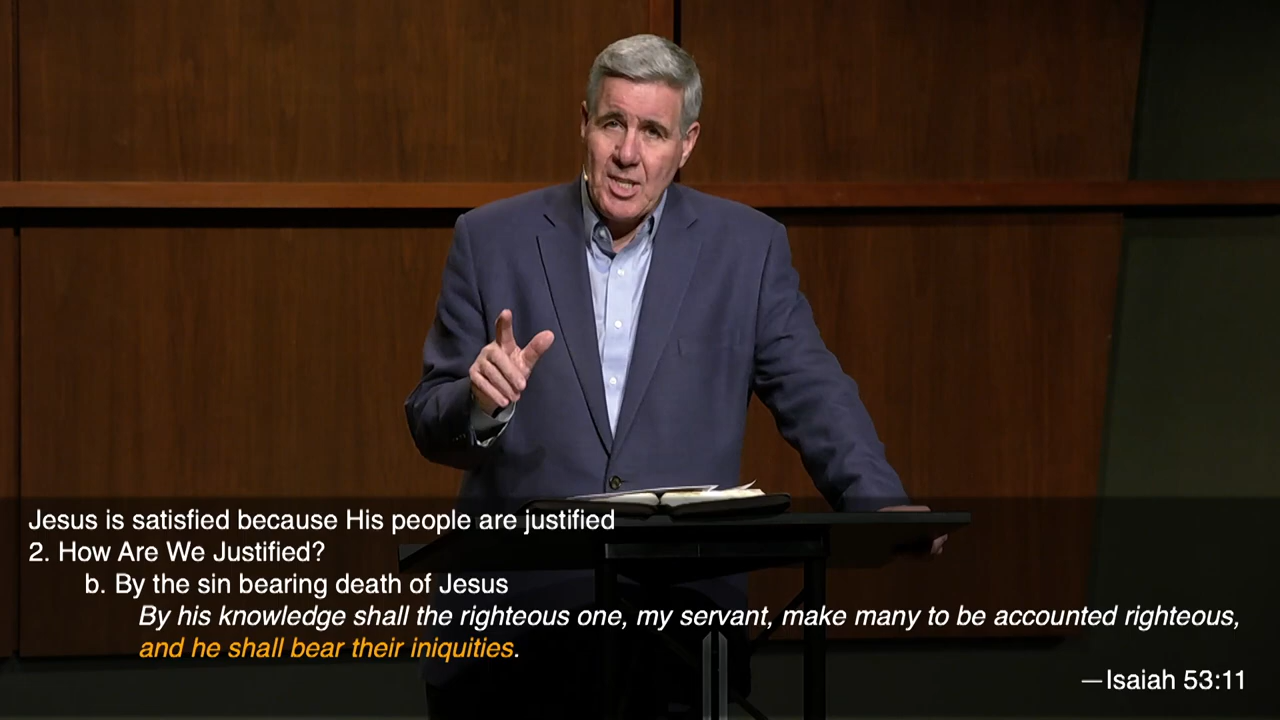 Jesus is satisfied because His people are justified
2. How Are We Justified?
b. By the sin bearing death of Jesus
By his knowledge shall the righteous one, my servant, make many to be accounted righteous,
and he shall bear their iniquities.
—Isaiah 53:11